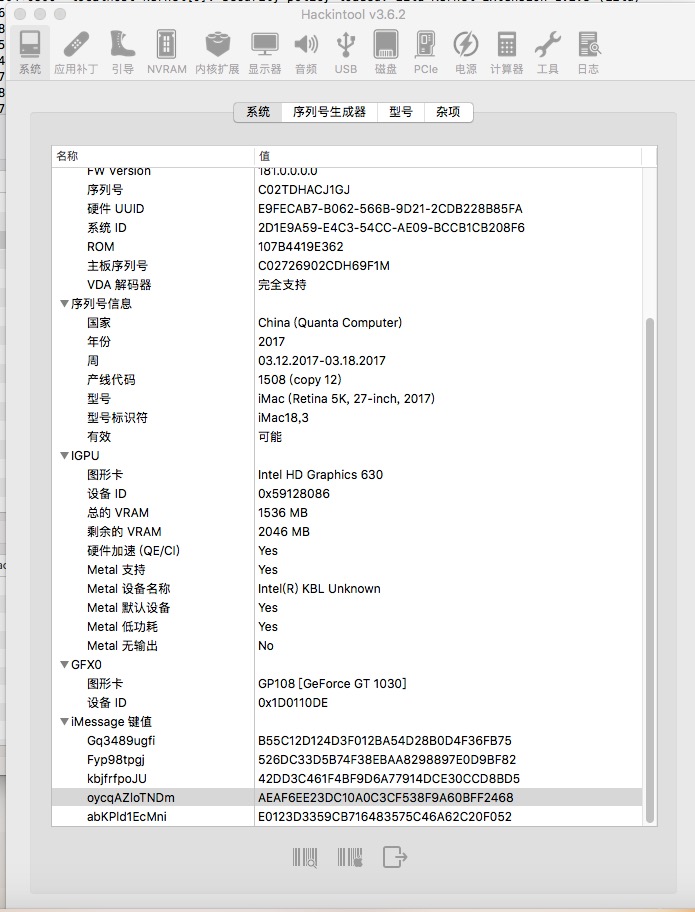 Hackintool v3.6.2
系统 应用补丁 引导 NVRAM 内核扩展 显示器 音频 USB 磁盘 PCIe 电源 计算器 工具 日志
系统 序列号生成器 型号 杂项
名称 值
FW Version 181.0.0.0.0
序列号 C02TDHACJ1GJ
硬件 UUID E9FECAB7-B062-566B-9D21-2CDB228B85FA
系统 ID 2D1E9A59-E4C3-54CC-AE09-BCCB1CB208F6
ROM 107B4419E362
主板序列号 C02726902CDH69F1M
VDA 解码器 完全支持
序列号信息
国家 China (Quanta Computer)
年份 2017
周 03.12.2017-03.18.2017
产线代码 1508 (copy 12)
型号 iMac (Retina 5K, 27-inch, 2017)
型号标识符 iMac18,3
有效 可能
IGPU
图形卡 Intel HD Graphics 630
设备 ID 0x59128086
总的 VRAM 1536 MB
剩余的 VRAM 2046 MB
硬件加速 (QE/CI) Yes
Metal 支持 Yes
Metal 设备名称 Intel(R) KBL Unknown
Metal 默认设备 Yes
Metal 低功耗 Yes
Metal 无输出 No
GFX0
图形卡 GP108 [GeForce GT 1030]
设备 ID 0x1D0110DE
iMessage 键值
Gq3489ugfi B55C12D124D3F012BA54D28B0D4F36FB75
Fyp98tpgj 526DC33D5B74F38EBAA8298897E0D9BF82
kbjfrfpoJU 42DD3C461F4BF9D6A77914DCE30CCD8BD5
oycqAZloTNDm AEAF6EE23DC10A0C3CF538F9A60BFF2468
abKPld1EcMni E0123D3359CB716483575C46A62C20F052